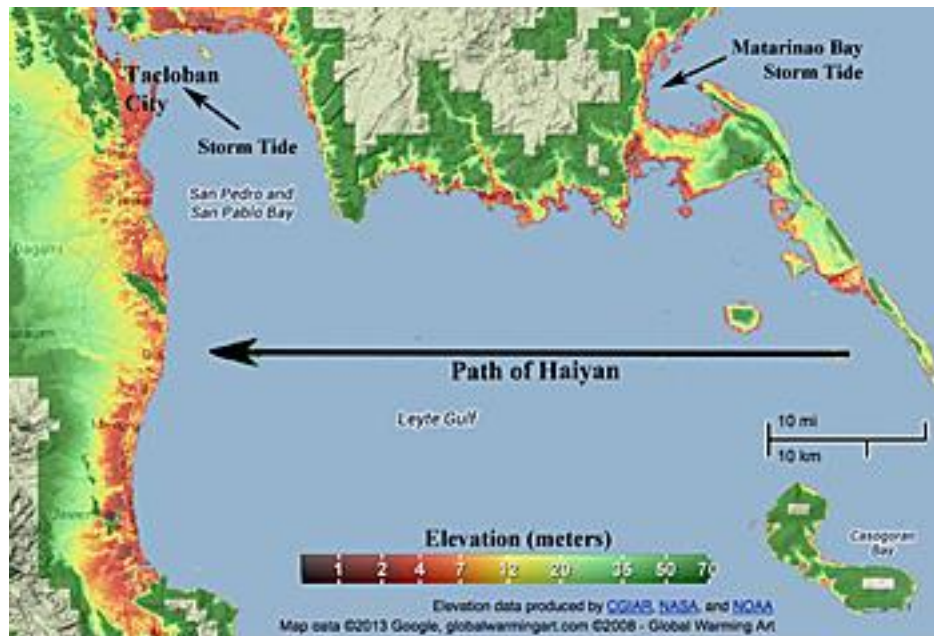 Matarinao Bay
Storm Tide
Tacloban
City
Storm Tide
San Pedro and
San Pablo Bay
Dagami
Path of Haiyan
Leyte Gulf
10 mi
10 km
Casogoran
Bay
Elevation (meters)
1 2 4 7 12 20 35 50 70
Elevation data produced by CGIAR, NASA, and NOAA
Map data ©2013 Google, globalwarmingart.com ©2008 - Global Warming Art